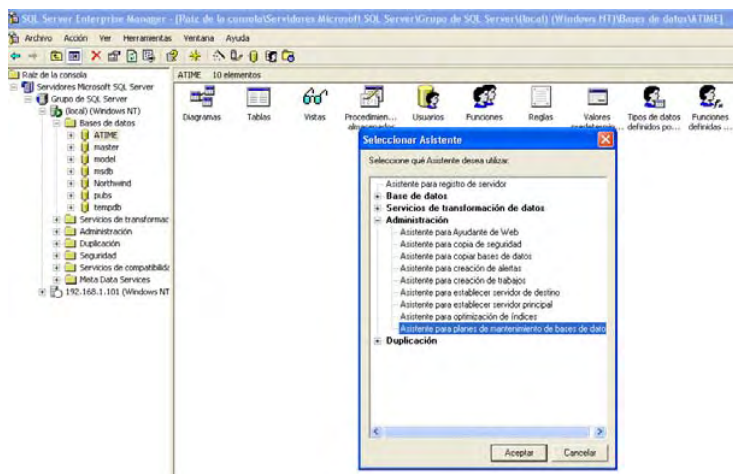 SQL Server Enterprise Manager - [Raíz de la consola\Servidores Microsoft SQL Server\Grupo de SQL Server\(local) (Windows NT)\Bases de datos\ATIME]
Archivo Acción Ver Herramientas Ventana Ayuda
Raíz de la consola
Servidores Microsoft SQL Server
Grupo de SQL Server
(local) (Windows NT)
Bases de datos
ATIME
master
model
msdb
Northwind
pubs
tempdb
Servicios de transformac
Administración
Duplicación
Seguridad
Servicios de compatibilida
Meta Data Services
192.168.1.101 (Windows NT
ATIME 10 elementos
Diagramas
Tablas
Vistas
Procedimien...
Usuarios
Funciones
Reglas
Valores
Tipos de datos definidos po...
Funciones definidas ...
Seleccionar Asistente
Seleccione qué Asistente desea utilizar.
Asistente para registro de servidor
Base de datos
Servicios de transformación de datos
Administración
Asistente para Ayudante de Web
Asistente para copia de seguridad
Asistente para copiar bases de datos
Asistente para creación de alertas
Asistente para creación de trabajos
Asistente para establecer servidor de destino
Asistente para establecer servidor principal
Asistente para optimización de índices
Asistente para planes de mantenimiento de bases de dato
Duplicación
Aceptar
Cancelar